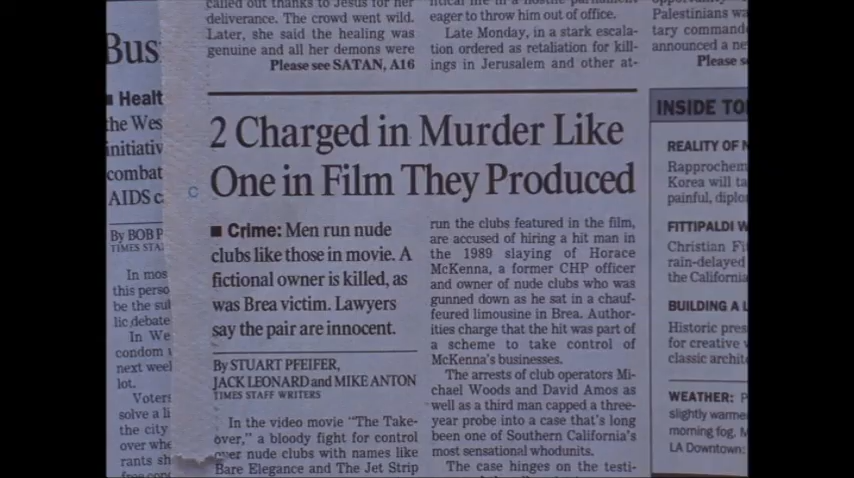 called out thanks to Jesus for her
deliverance. The crowd went wild.
Later, she said the healing was
genuine and all her demons were
Please see SATAN, A16
eager to throw him out of office.
Late Monday, in a stark escala-
tion ordered as retaliation for kill-
ings in Jerusalem and other at-
Palestinians
tary
announced a
Please
Bus
■ Healt
the Wes
initiativ
combat
AIDS c
By BOB P
TIMES STA
In mos
this perso
be the sub
lic debate
In We
condom
next week
lot.
Voters
solve a li
the city
over whe
rants sh
2 Charged in Murder Like
One in Film They Produced
■ Crime: Men run nude
clubs like those in movie. A
fictional owner is killed, as
was Brea victim. Lawyers
say the pair are innocent.
By STUART PFEIFER,
JACK LEONARD and MIKE ANTON
TIMES STAFF WRITERS
In the video movie "The Take-
over," a bloody fight for control
over nude clubs with names like
Bare Elegance and The Jet Strip
run the clubs featured in the film,
are accused of hiring a hit man in
the 1989 slaying of Horace
McKenna, a former CHP officer
and owner of nude clubs who was
gunned down as he sat in a chauf-
feured limousine in Brea. Author-
ities charge that the hit was part of
a scheme to take control of
McKenna's businesses.
The arrests of club operators Mi-
chael Woods and David Amos as
well as a third man capped a three-
year probe into a case that's long
been one of Southern California's
most sensational whodunits.
The case hinges on the testi-
INSIDE TO
REALITY OF N
Rapprochem
Korea will ta
painful, diplo
FITTIPALDI W
Christian Fi
rain-delayed
the California
BUILDING A L
Historic pres
for creative
classic archit
WEATHER: P
slightly warme
morning fog.
LA Downtown: